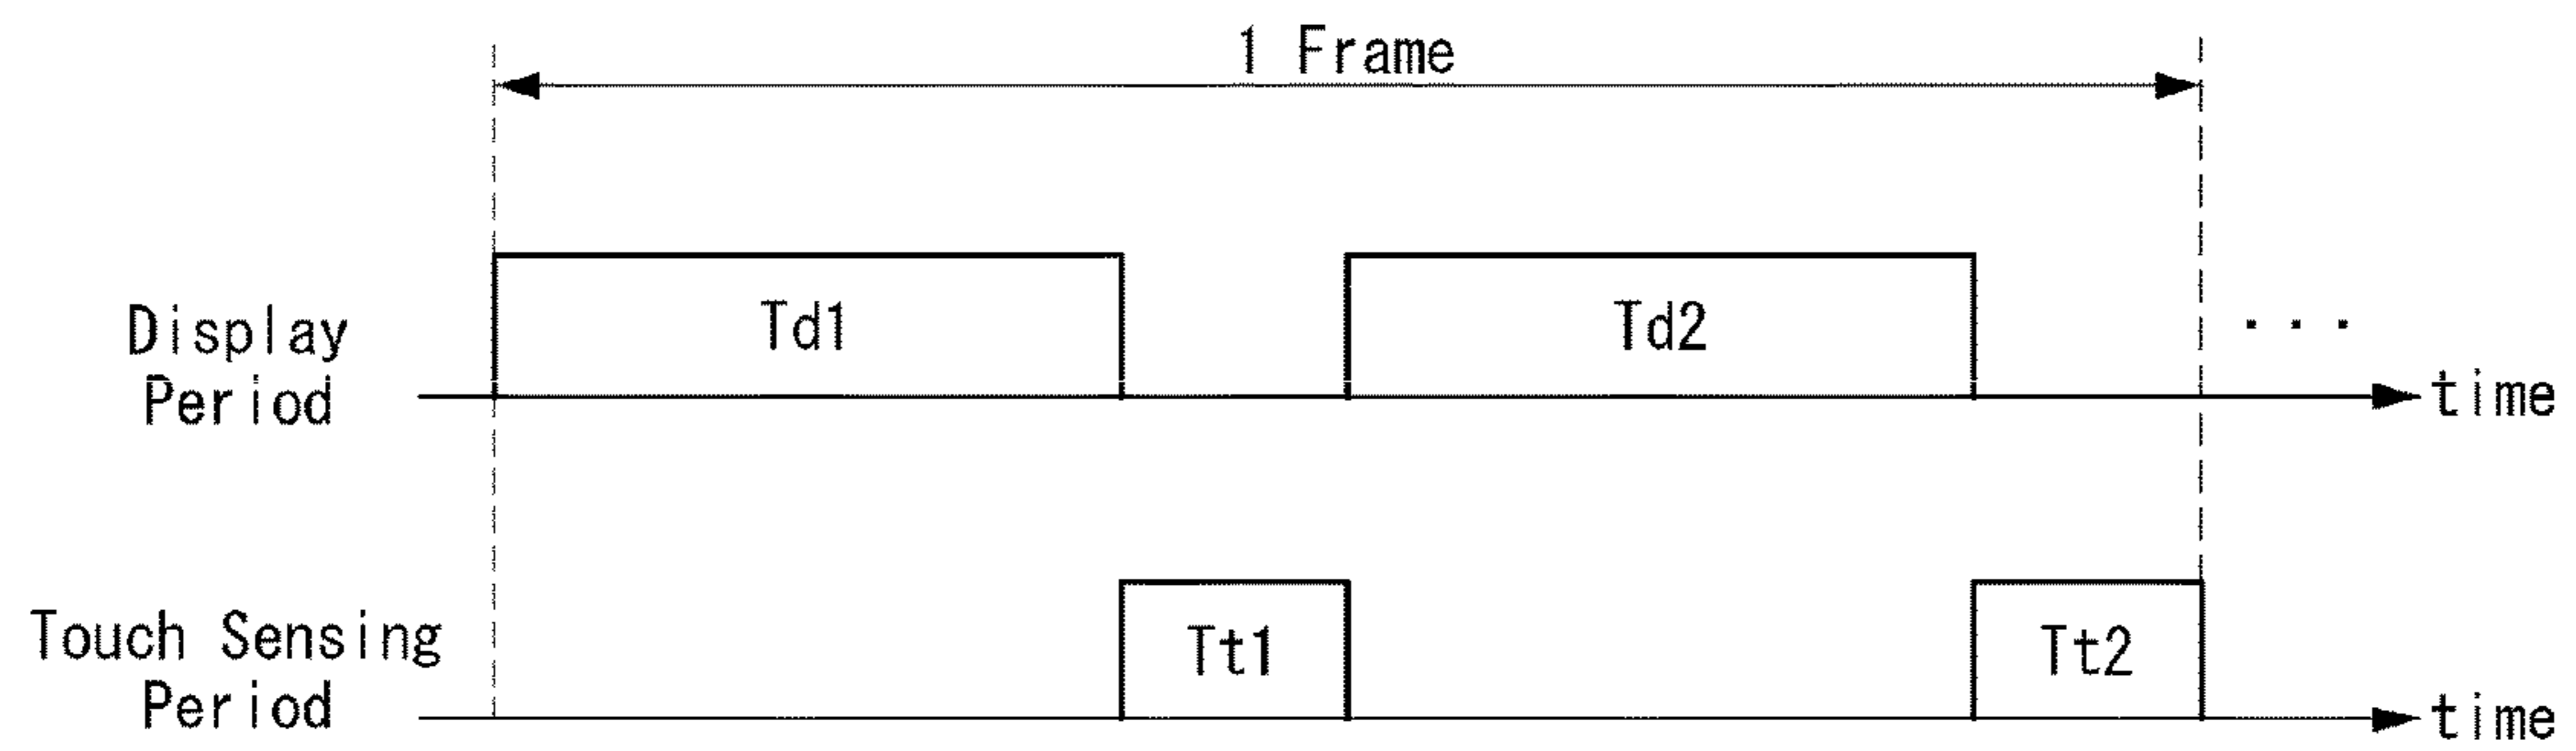 1 Frame
Td1
Td2
Display
Period
...
time
Touch Sensing
Period
Tt1
Tt2
time